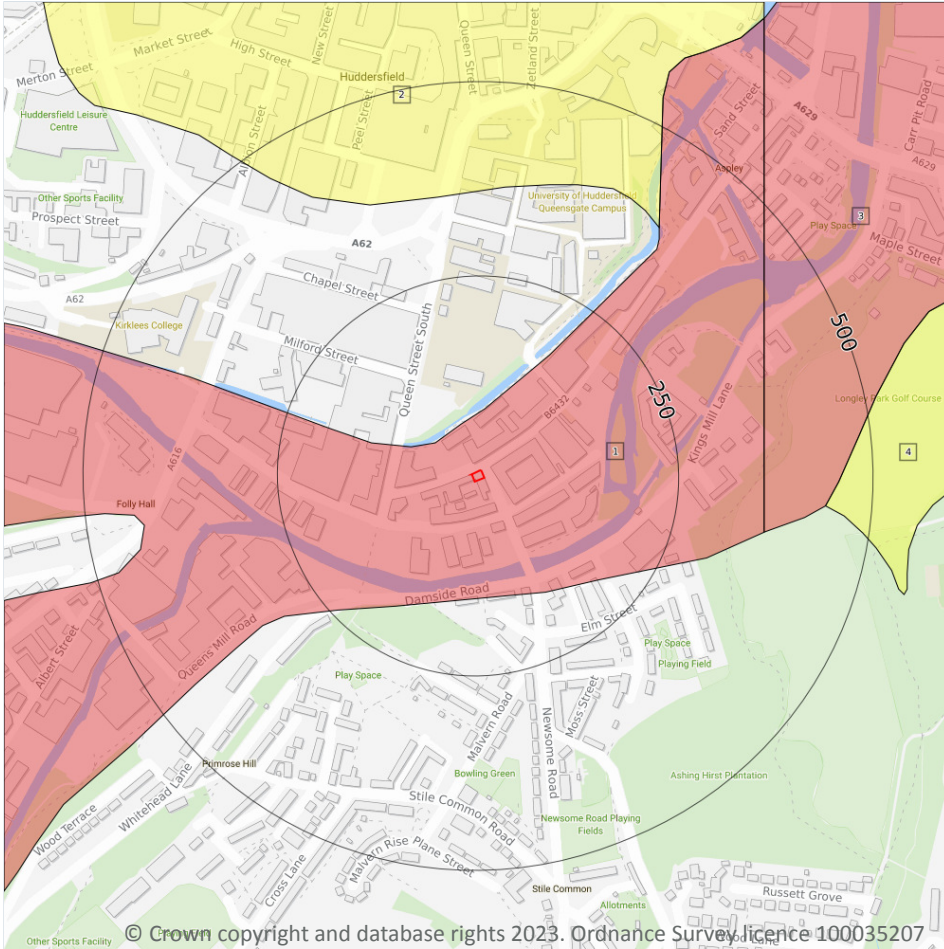 Market Street
High Street
New Street
Queen Street
Zetland Street
Merton Street
Huddersfield
2
Peel Street
Sand Street
A629
Carr Pit Road
Huddersfield Leisure
Centre
A629
Aspley
Other Sports Facility
University of Huddersfield
Queensgate Campus
Prospect Street
3
Play Space
Maple Street
A62
Chapel Street
A62
Kirklees College
Queen Street South
500
Milford Street
250
B6432
Kings Mill Lane
Longley Park Golf Course
A616
1
4
Folly Hall
Damside Road
Elm Street
Albert Street
Queens Mill Road
Play Space
Playing Field
Play Space
Malvern Road
Newsome Road
Moss Street
Primrose Hill
Bowling Green
Ashing Hirst Plantation
Whitehead Lane
Stile Common Road
Wood Terrace
Newsome Road Playing
Fields
Malvern Rise
Plane Street
Cross Lane
Stile Common
Russett Grove
Allotments
Other Sports Facility
© Crown copyright and database rights 2023. Ordnance Survey licence 100035207